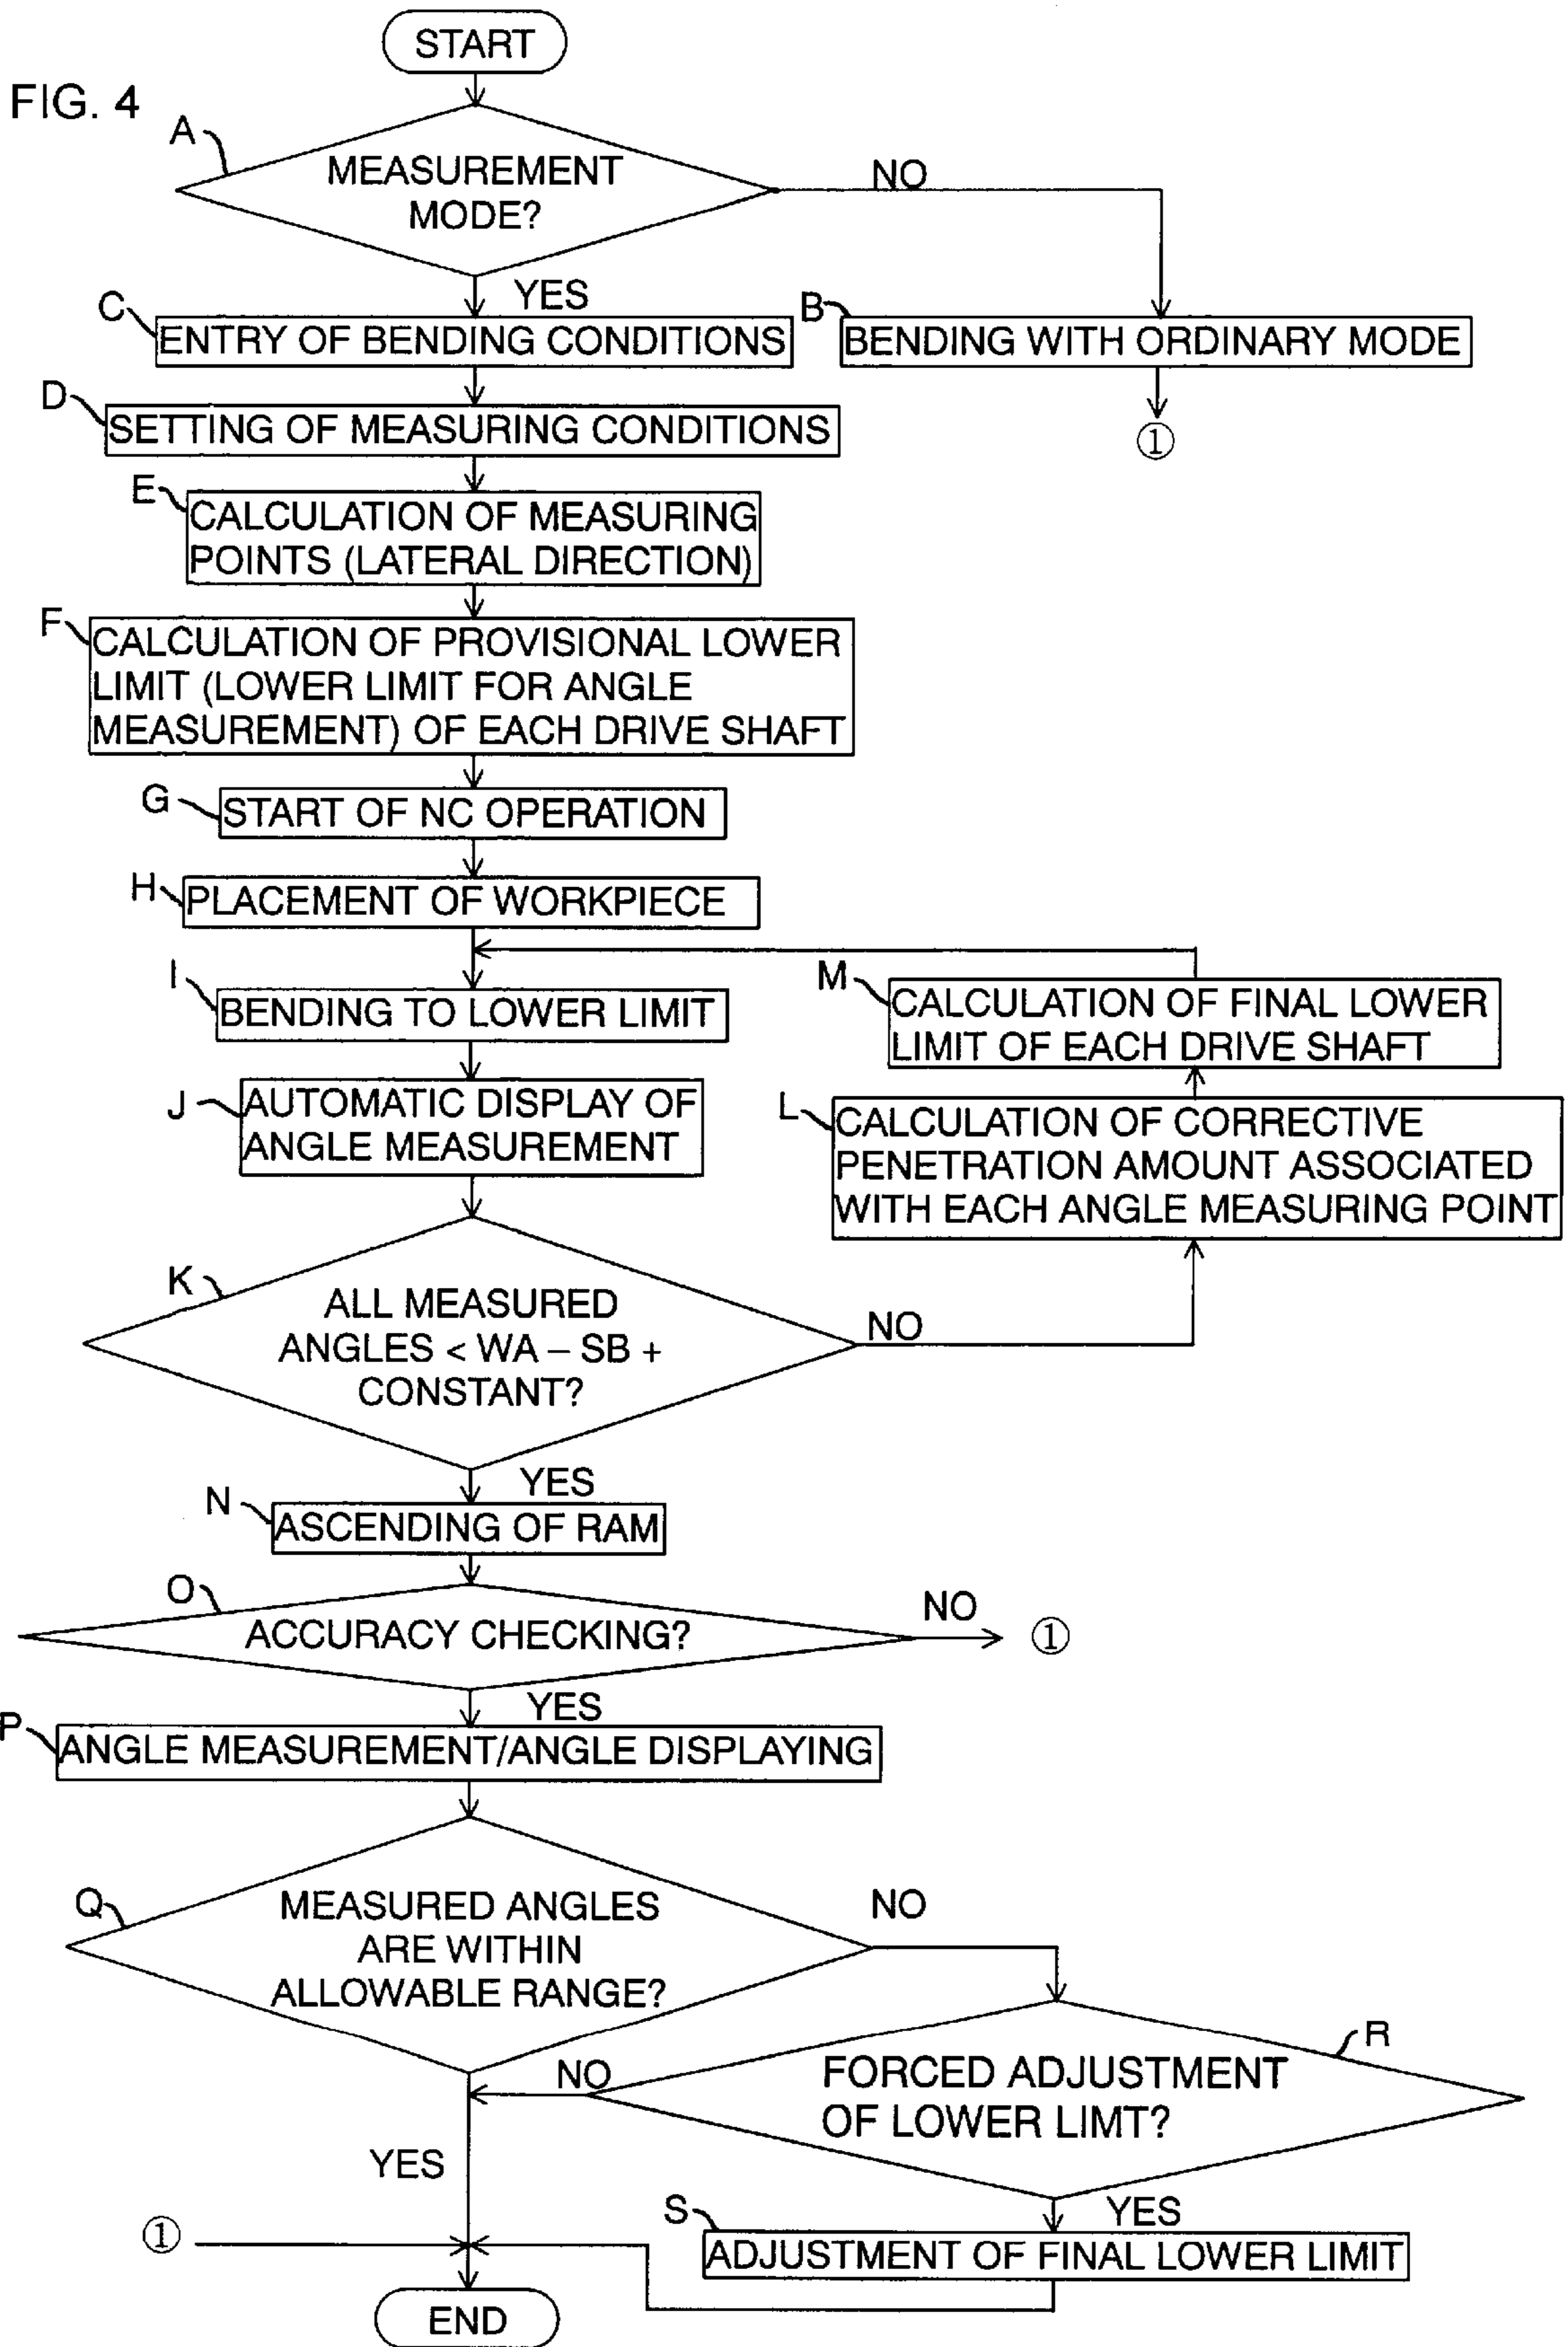 START
FIG. 4
A
MEASUREMENT
MODE?
NO
YES
C
ENTRY OF BENDING CONDITIONS
B
BENDING WITH ORDINARY MODE
①
D
SETTING OF MEASURING CONDITIONS
E
CALCULATION OF MEASURING
POINTS (LATERAL DIRECTION)
F
CALCULATION OF PROVISIONAL LOWER
LIMIT (LOWER LIMIT FOR ANGLE
MEASUREMENT) OF EACH DRIVE SHAFT
G
START OF NC OPERATION
H
PLACEMENT OF WORKPIECE
I
BENDING TO LOWER LIMIT
M
CALCULATION OF FINAL LOWER
LIMIT OF EACH DRIVE SHAFT
J
AUTOMATIC DISPLAY OF
ANGLE MEASUREMENT
L
CALCULATION OF CORRECTIVE
PENETRATION AMOUNT ASSOCIATED
WITH EACH ANGLE MEASURING POINT
K
ALL MEASURED
ANGLES < WA – SB +
CONSTANT?
NO
YES
N
ASCENDING OF RAM
O
ACCURACY CHECKING?
NO
①
YES
P
ANGLE MEASUREMENT/ANGLE DISPLAYING
Q
MEASURED ANGLES
ARE WITHIN
ALLOWABLE RANGE?
NO
R
FORCED ADJUSTMENT
OF LOWER LIMT?
NO
YES
YES
S
ADJUSTMENT OF FINAL LOWER LIMIT
①
END